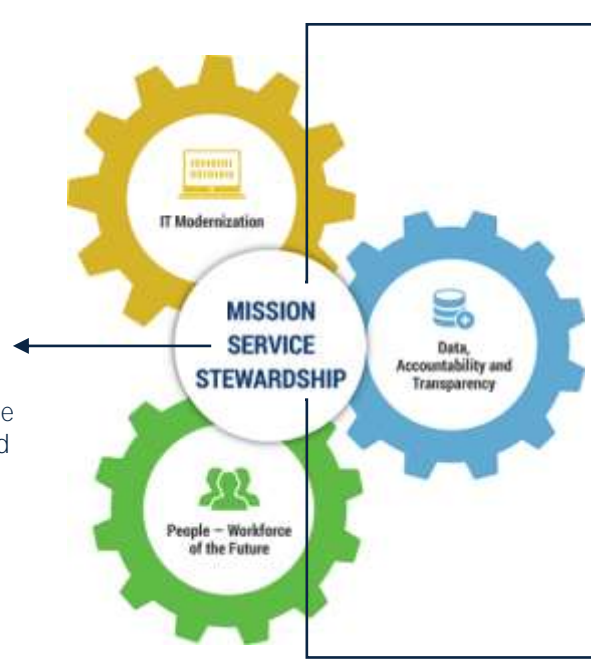 IT Modernization
MISSION
SERVICE
STEWARDSHIP
Data,
Accountability and
Transparency
e
d
People – Workforce
of the Future